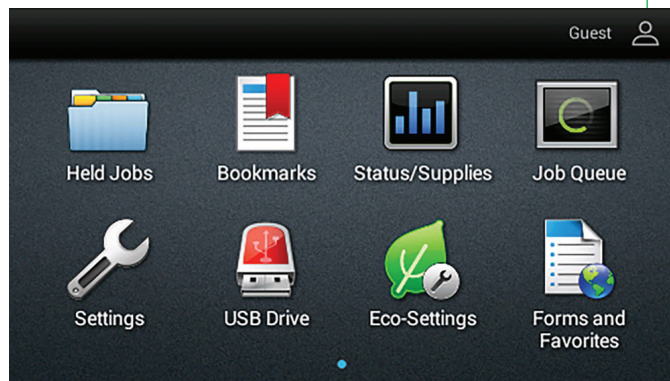 Guest
Held Jobs
Bookmarks
Status/Supplies
Job Queue
Settings
USB Drive
Eco-Settings
Forms and
Favorites